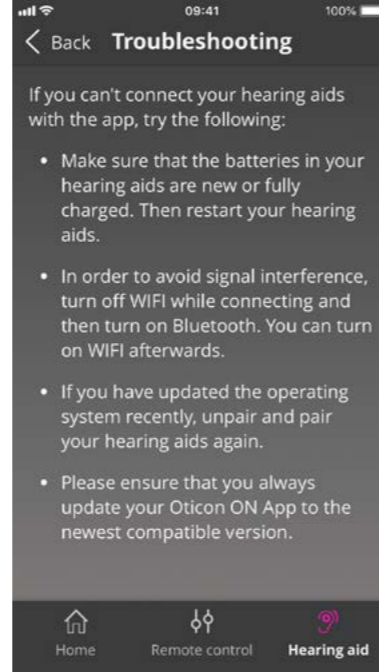 09:41
100%
Back Troubleshooting
If you can't connect your hearing aids
with the app, try the following:
• Make sure that the batteries in your
hearing aids are new or fully
charged. Then restart your hearing
aids.
• In order to avoid signal interference,
turn off WIFI while connecting and
then turn on Bluetooth. You can turn
on WIFI afterwards.
• If you have updated the operating
system recently, unpair and pair
your hearing aids again.
• Please ensure that you always
update your Oticon ON App to the
newest compatible version.
Home Remote control Hearing aid